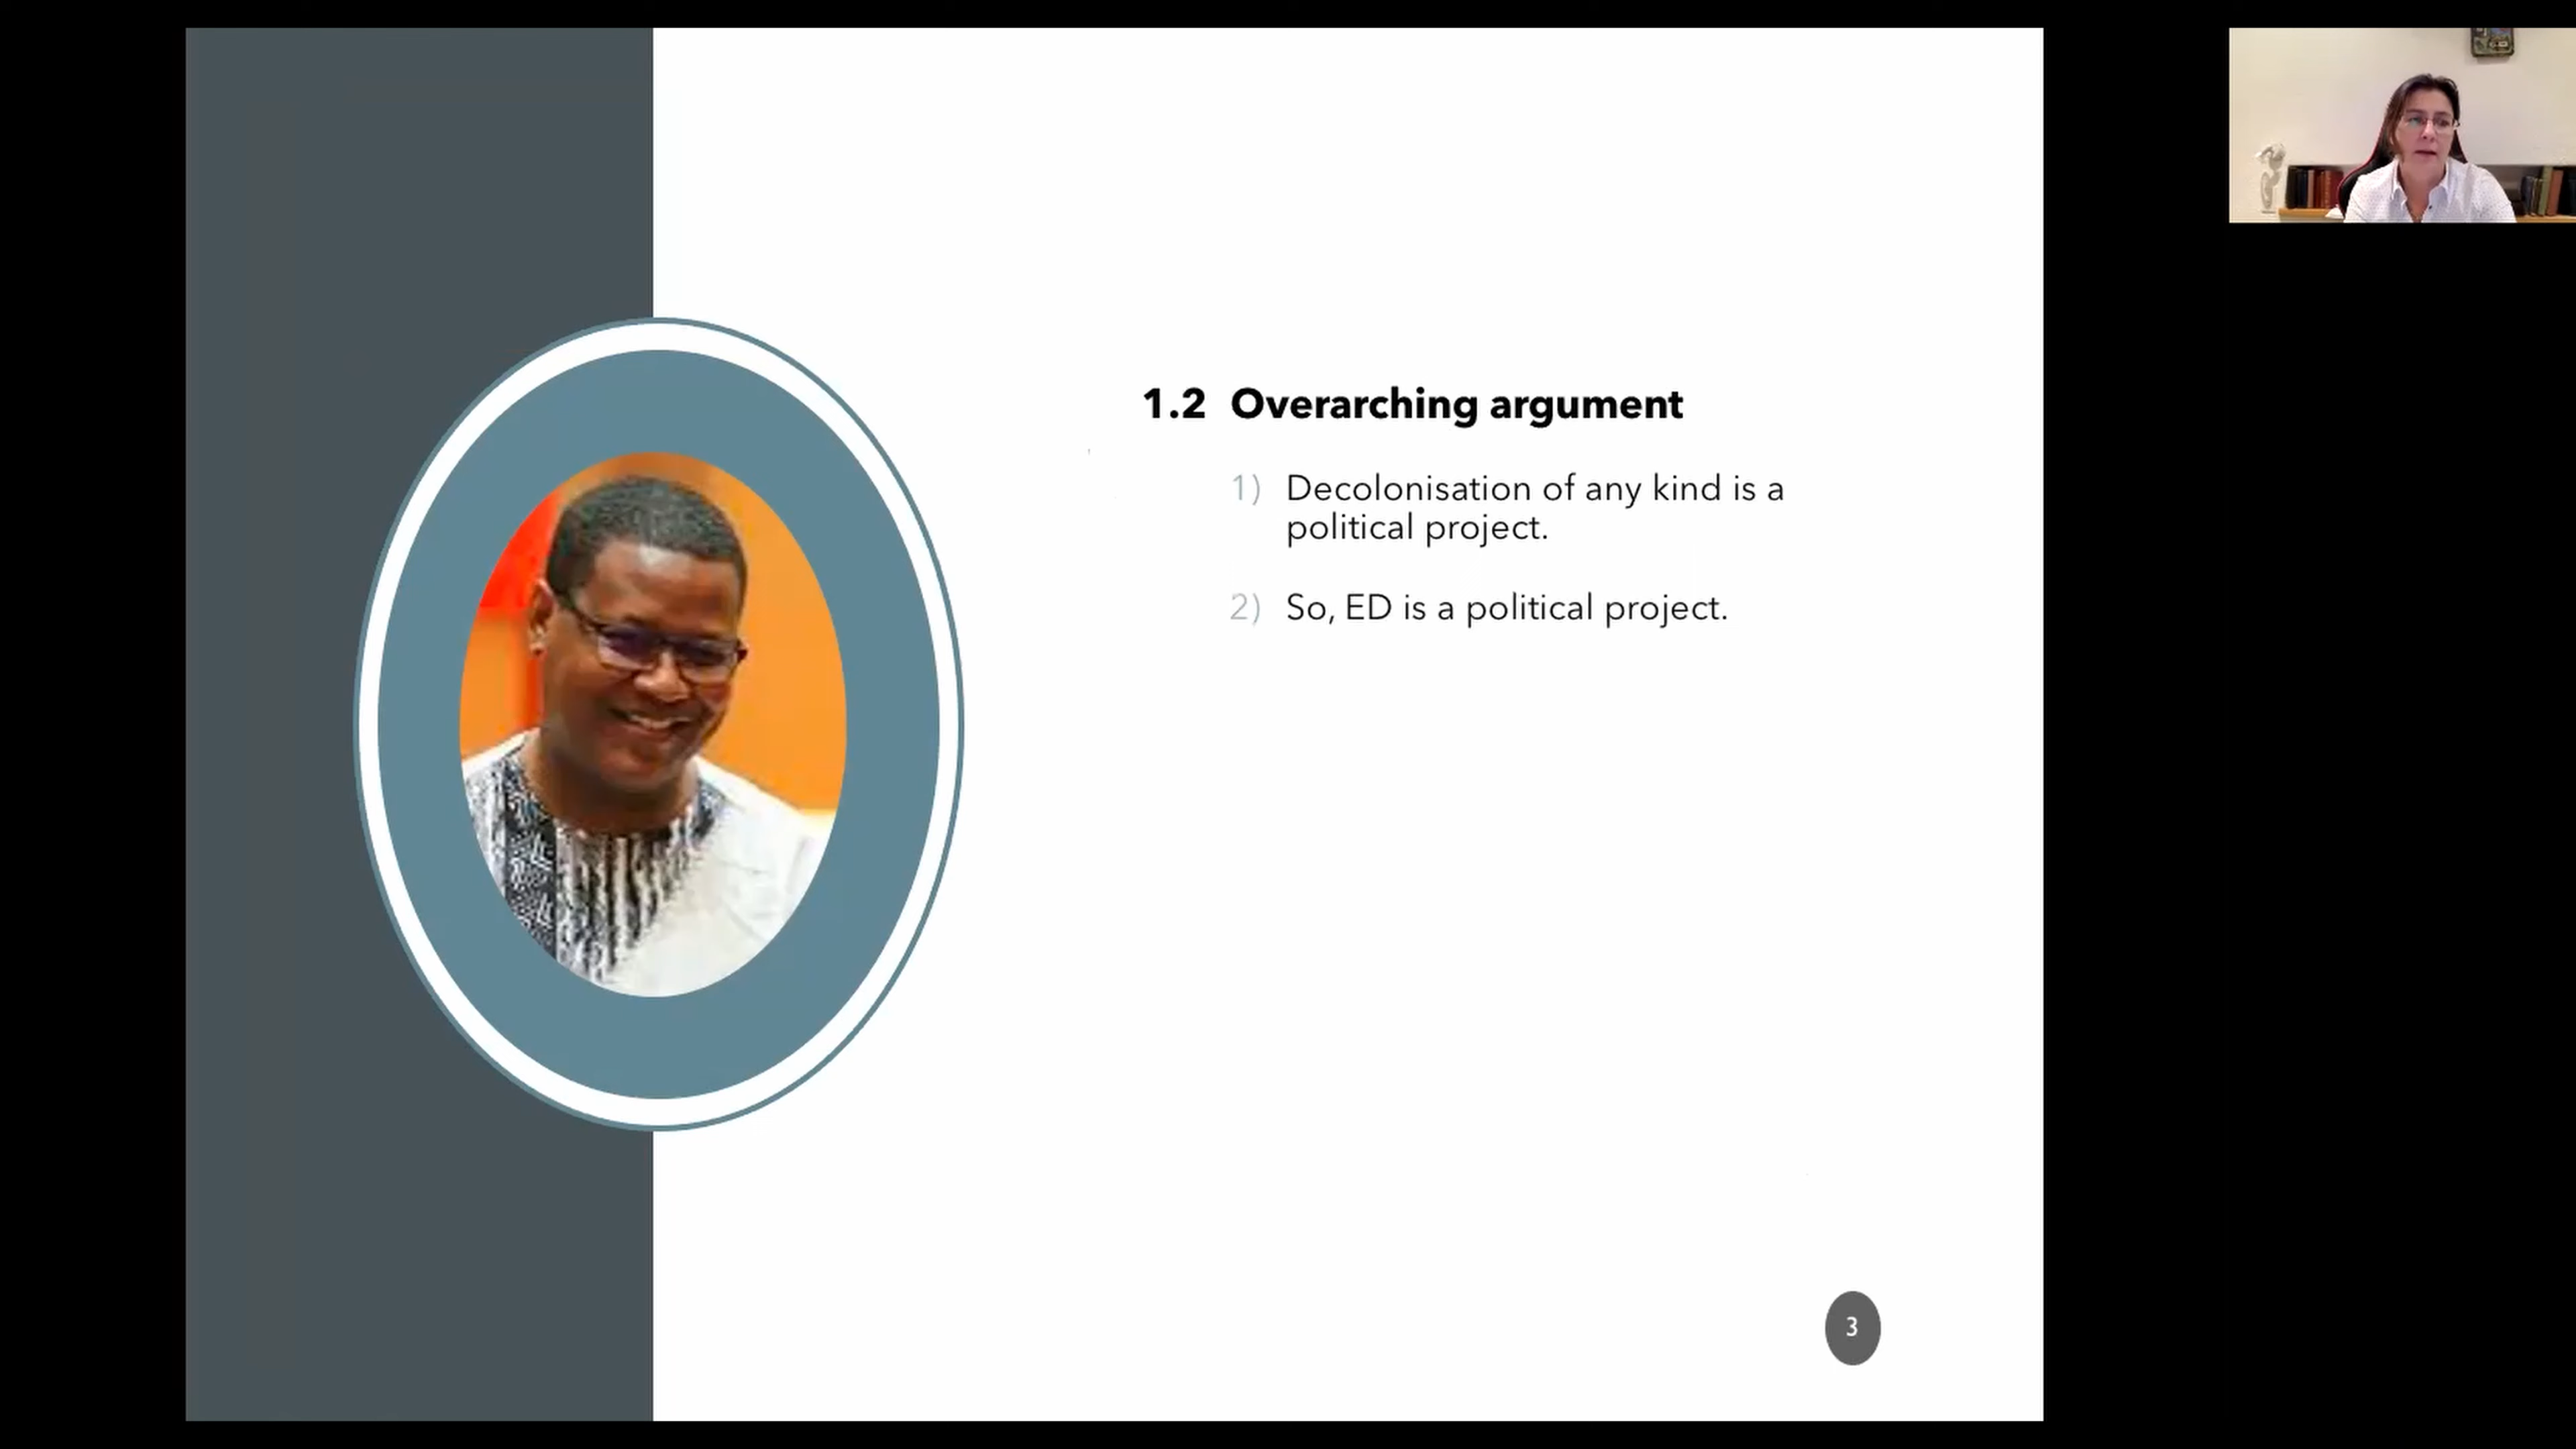 1.2 Overarching argument
1) Decolonisation of any kind is a
political project.
2) So, ED is a political project.
3